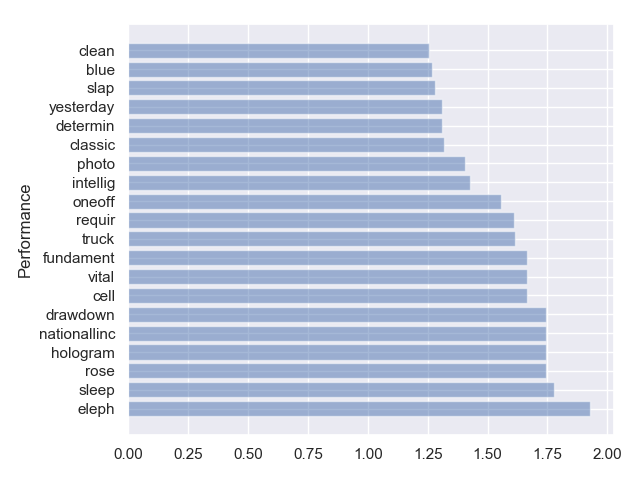 clean
blue
slap
yesterday
determin
classic
photo
intellig
oneoff
requir
truck
fundament
vital
cell
drawdown
nationallinc
hologram
rose
sleep
eleph
Performance
0.00 0.25 0.50 0.75 1.00 1.25 1.50 1.75 2.00